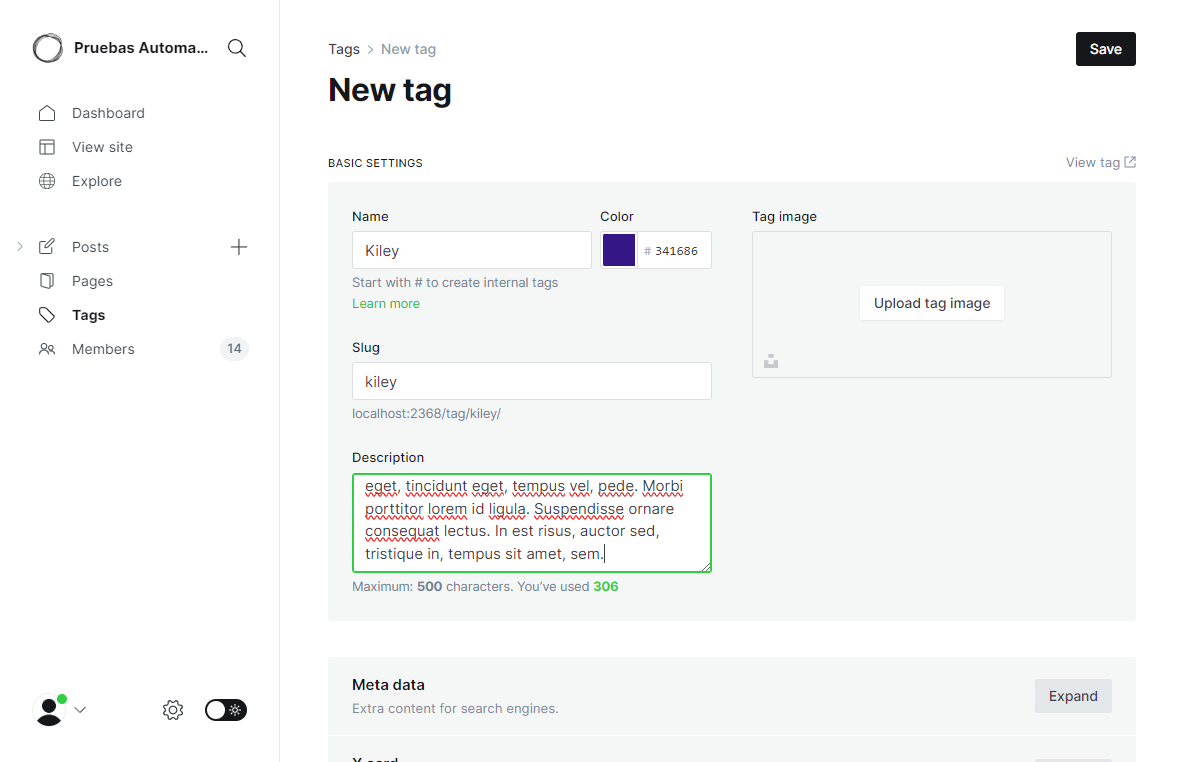 Pruebas Automa...
Dashboard
View site
Explore
Posts
Pages
Tags
Members
14
Tags
New tag
Save
New tag
BASIC SETTINGS
View tag
Name
Color
Tag image
Kiley
# 341686
Start with # to create internal tags
Learn more
Upload tag image
Slug
kiley
localhost:2368/tag/kiley/
Description
eget, tincidunt eget, tempus vel, pede. Morbi
porttitor lorem id ligula. Suspendisse ornare
consequat lectus. In est risus, auctor sed,
tristique in, tempus sit amet, sem.
Maximum: 500 characters. You've used 306
Meta data
Extra content for search engines.
Expand
X card